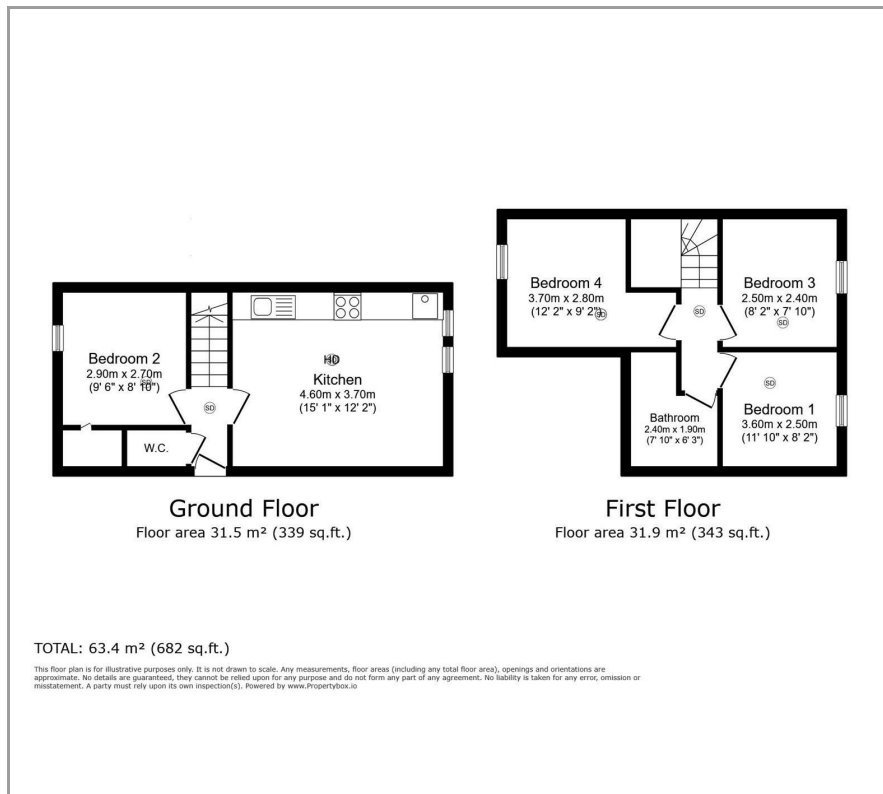 Bedroom 2
2.90m x 2.70m
(9' 6" x 8' 10")
SD
W.C.
SD
HD
Kitchen
4.60m x 3.70m
(15' 1" x 12' 2")
Ground Floor
Floor area 31.5 m² (339 sq.ft.)
Bedroom 4
3.70m x 2.80m
(12' 2" x 9' 2")
SD
SD
Bedroom 3
2.50m x 2.40m
(8' 2" x 7' 10")
SD
Bathroom
2.40m x 1.90m
(7' 10" x 6' 3")
SD
Bedroom 1
3.60m x 2.50m
(11' 10" x 8' 2")
First Floor
Floor area 31.9 m² (343 sq.ft.)
TOTAL: 63.4 m² (682 sq.ft.)
This floor plan is for illustrative purposes only. It is not drawn to scale. Any measurements, floor areas (including any total floor area), openings and orientations are
approximate. No details are guaranteed, they cannot be relied upon for any purpose and do not form any part of any agreement. No liability is taken for any error, omission or
misstatement. A party must rely upon its own inspection(s). Powered by www.Propertybox.io